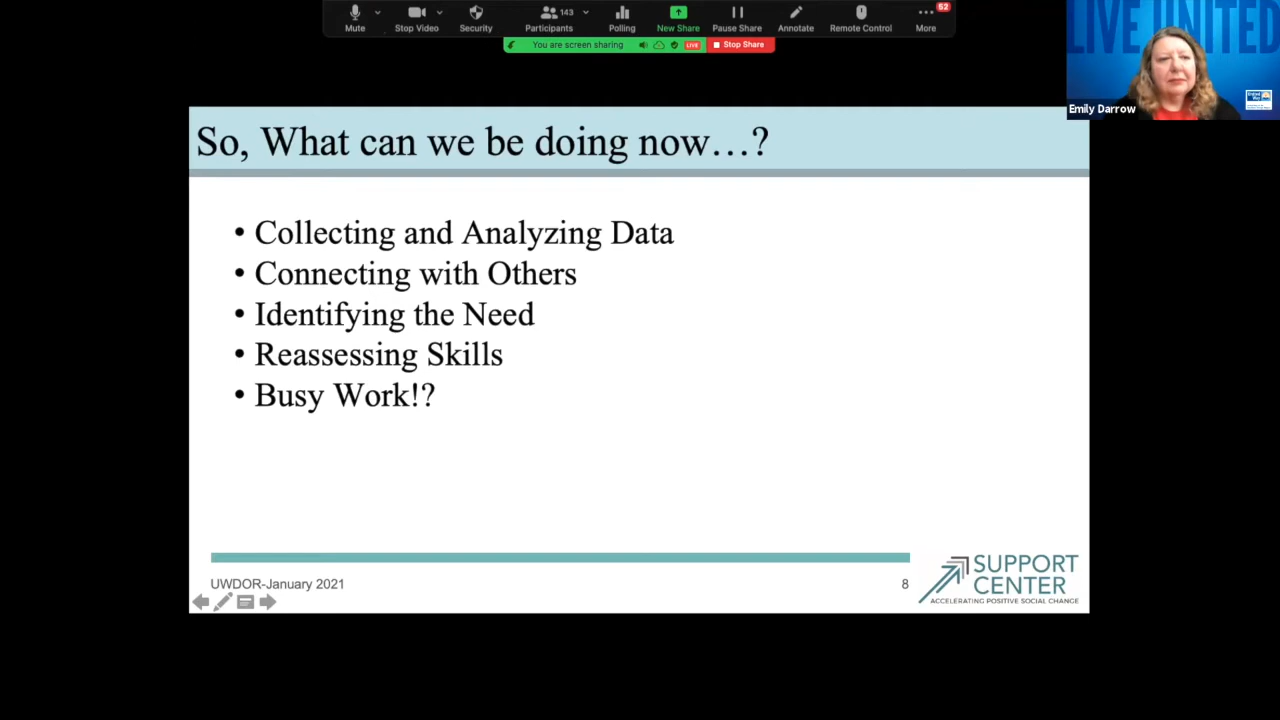 Mute
Stop Video
Security
143
Participants
Polling
New Share
Pause Share
Annotate
Remote Control
52
More
You are screen sharing
LIVE
Stop Share
LIVE UNITED
United Way
Emily Darrow
So, What can we be doing now…?
• Collecting and Analyzing Data
• Connecting with Others
• Identifying the Need
• Reassessing Skills
• Busy Work!?
UWDOR-January 2021
8
SUPPORT
CENTER
ACCELERATING POSITIVE SOCIAL CHANGE